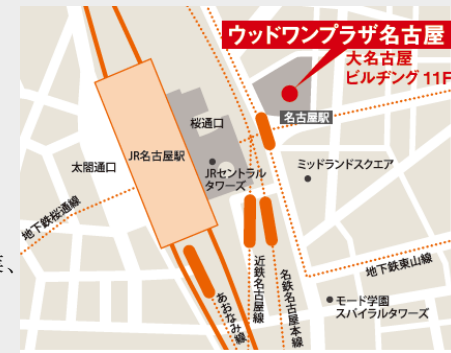 ウッドワンプラザ名古屋
大名古屋
ビルヂング 11F
名古屋駅
桜通口
JR名古屋駅
太閤通口
JRセントラル
タワーズ
ミッドランドスクエア
地下鉄桜通線
地下鉄東山線
近鉄名古屋線
名鉄名古屋本線
あおなみ線
モード学園
スパイラルタワーズ